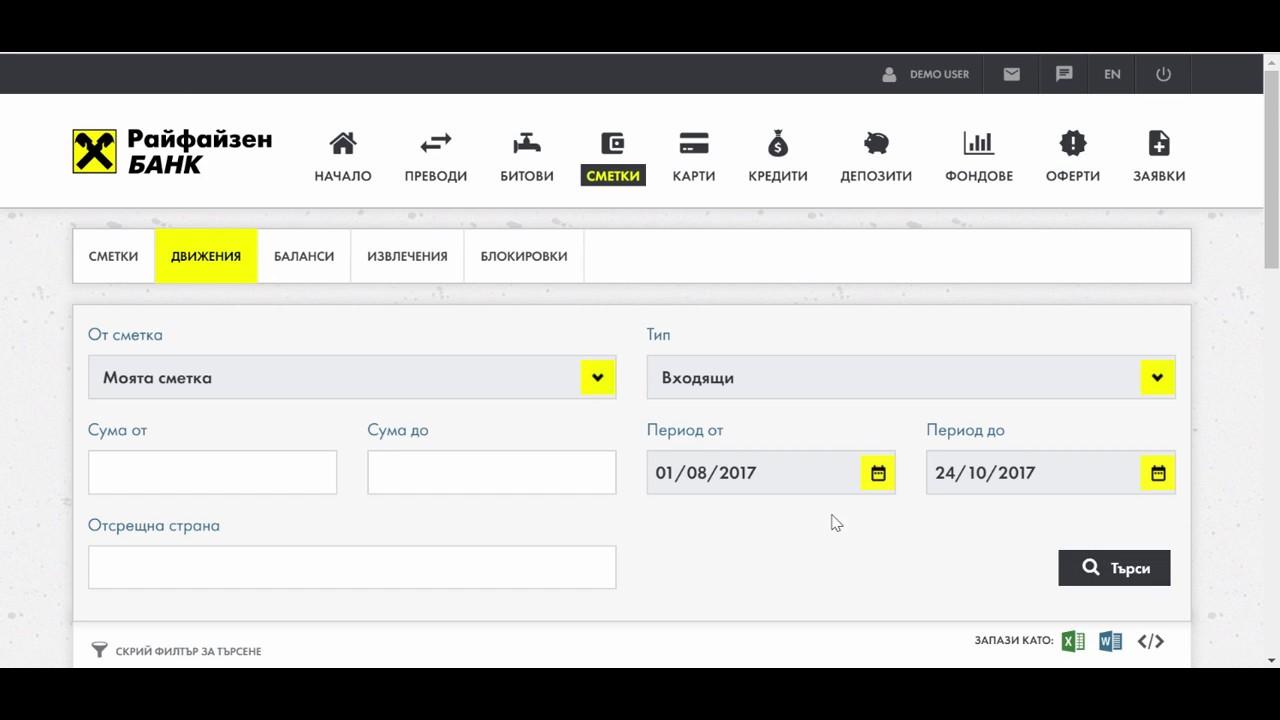 DEMO USER
EN
Райфайзен
БАНК
НАЧАЛО
ПРЕВОДИ
БИТОВИ
СМЕТКИ
КАРТИ
КРЕДИТИ
ДЕПОЗИТИ
ФОНДОВЕ
ОФЕРТИ
ЗАЯВКИ
СМЕТКИ
ДВИЖЕНИЯ
БАЛАНСИ
ИЗВЛЕЧЕНИЯ
БЛОКИРОВКИ
От сметка
Тип
Моята сметка
Входящи
Сума от
Сума до
Период от
Период до
01/08/2017
24/10/2017
Отсрещна страна
Търси
СКРИЙ ФИЛТЪР ЗА ТЪРСЕНЕ
ЗАПАЗИ КАТО: